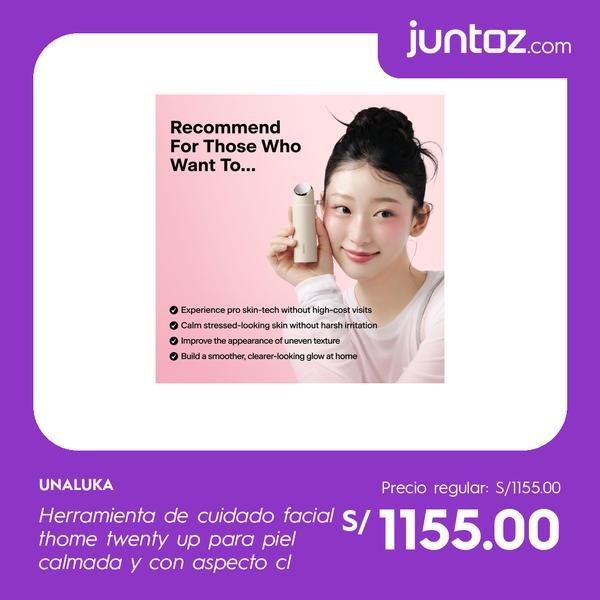 juntoz.com
Recommend
For Those Who
Want To...
Experience pro skin-tech without high-cost visits
Calm stressed-looking skin without harsh irritation
Improve the appearance of uneven texture
Build a smoother, clearer-looking glow at home
UNALUKA
Herramienta de cuidado facial
thome twenty up para piel
calmada y con aspecto cl
Precio regular: S/1155.00
S/ 1155.00